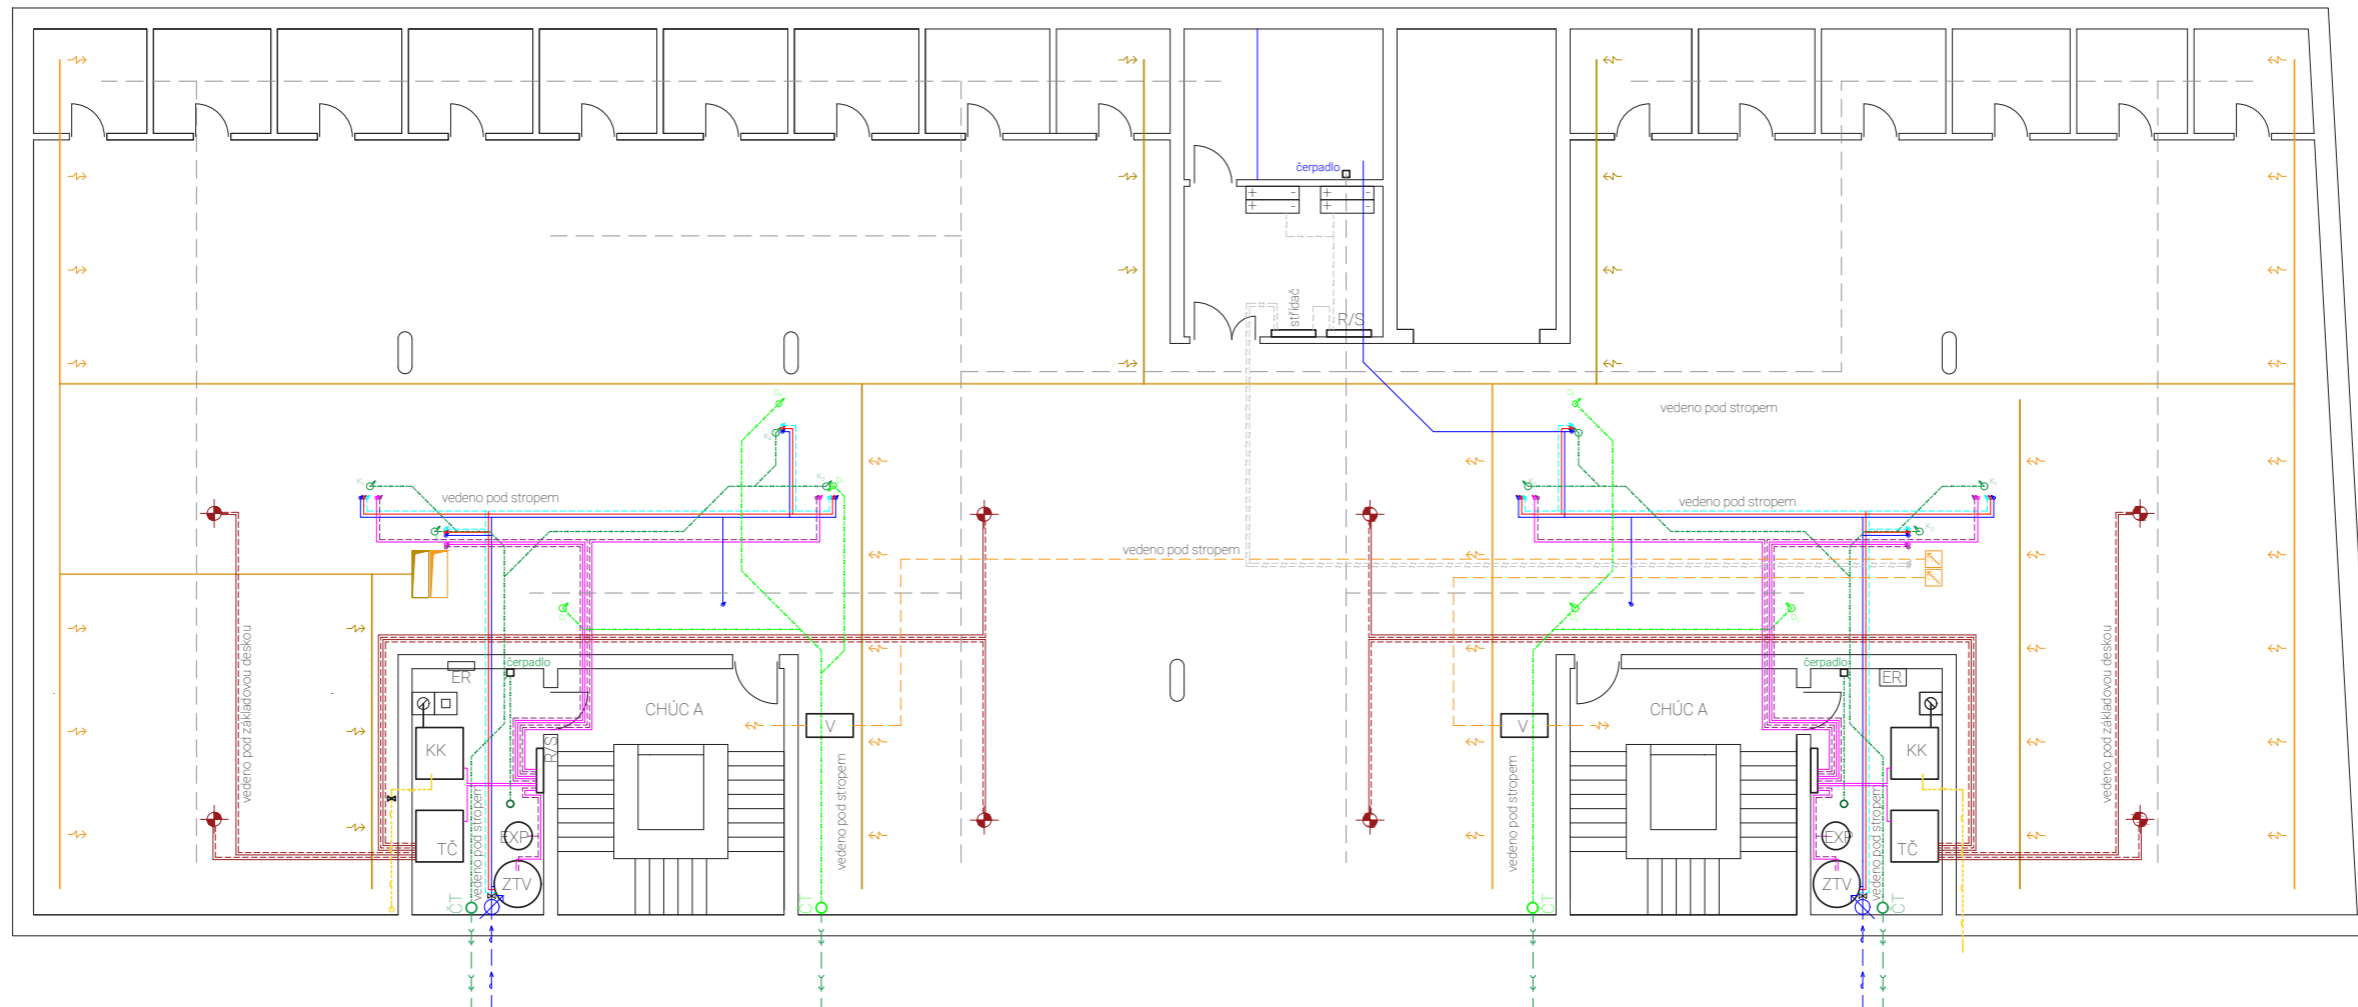 čerpadlo
+ -
+ -
+ -
+ -
střídač
R/S
vedeno pod stropem
vedeno pod stropem
vedeno pod stropem
vedeno pod stropem
vedeno pod základovou deskou
čerpadlo
ER
KK
TČ
EXP
ZTV
R/S
CHÚC A
V
vedeno pod stropem
vedeno pod stropem
ČT
ČT
vedeno pod stropem
V
CHÚC A
čerpadlo
ER
KK
TČ
EXP
ZTV
vedeno pod stropem
vedeno pod základovou deskou
ČT
ČT